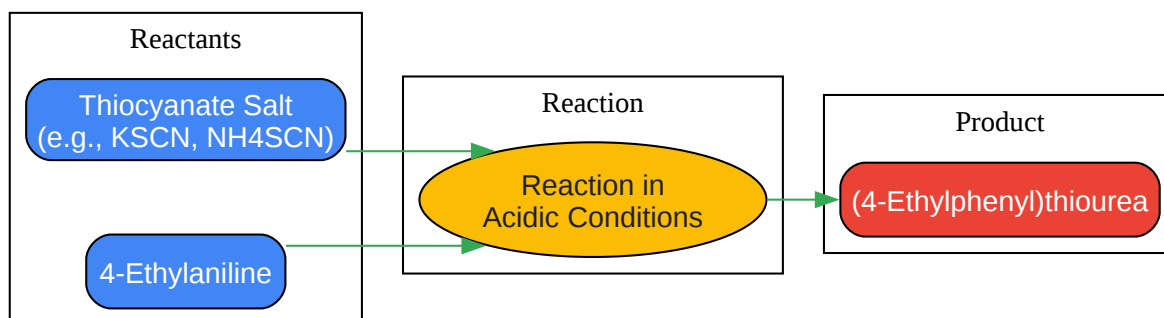 Reactants
Thiocyanate Salt
(e.g., KSCN, NH4SCN)
4-Ethylaniline
Reaction
Reaction in
Acidic Conditions
Product
(4-Ethylphenyl)thiourea